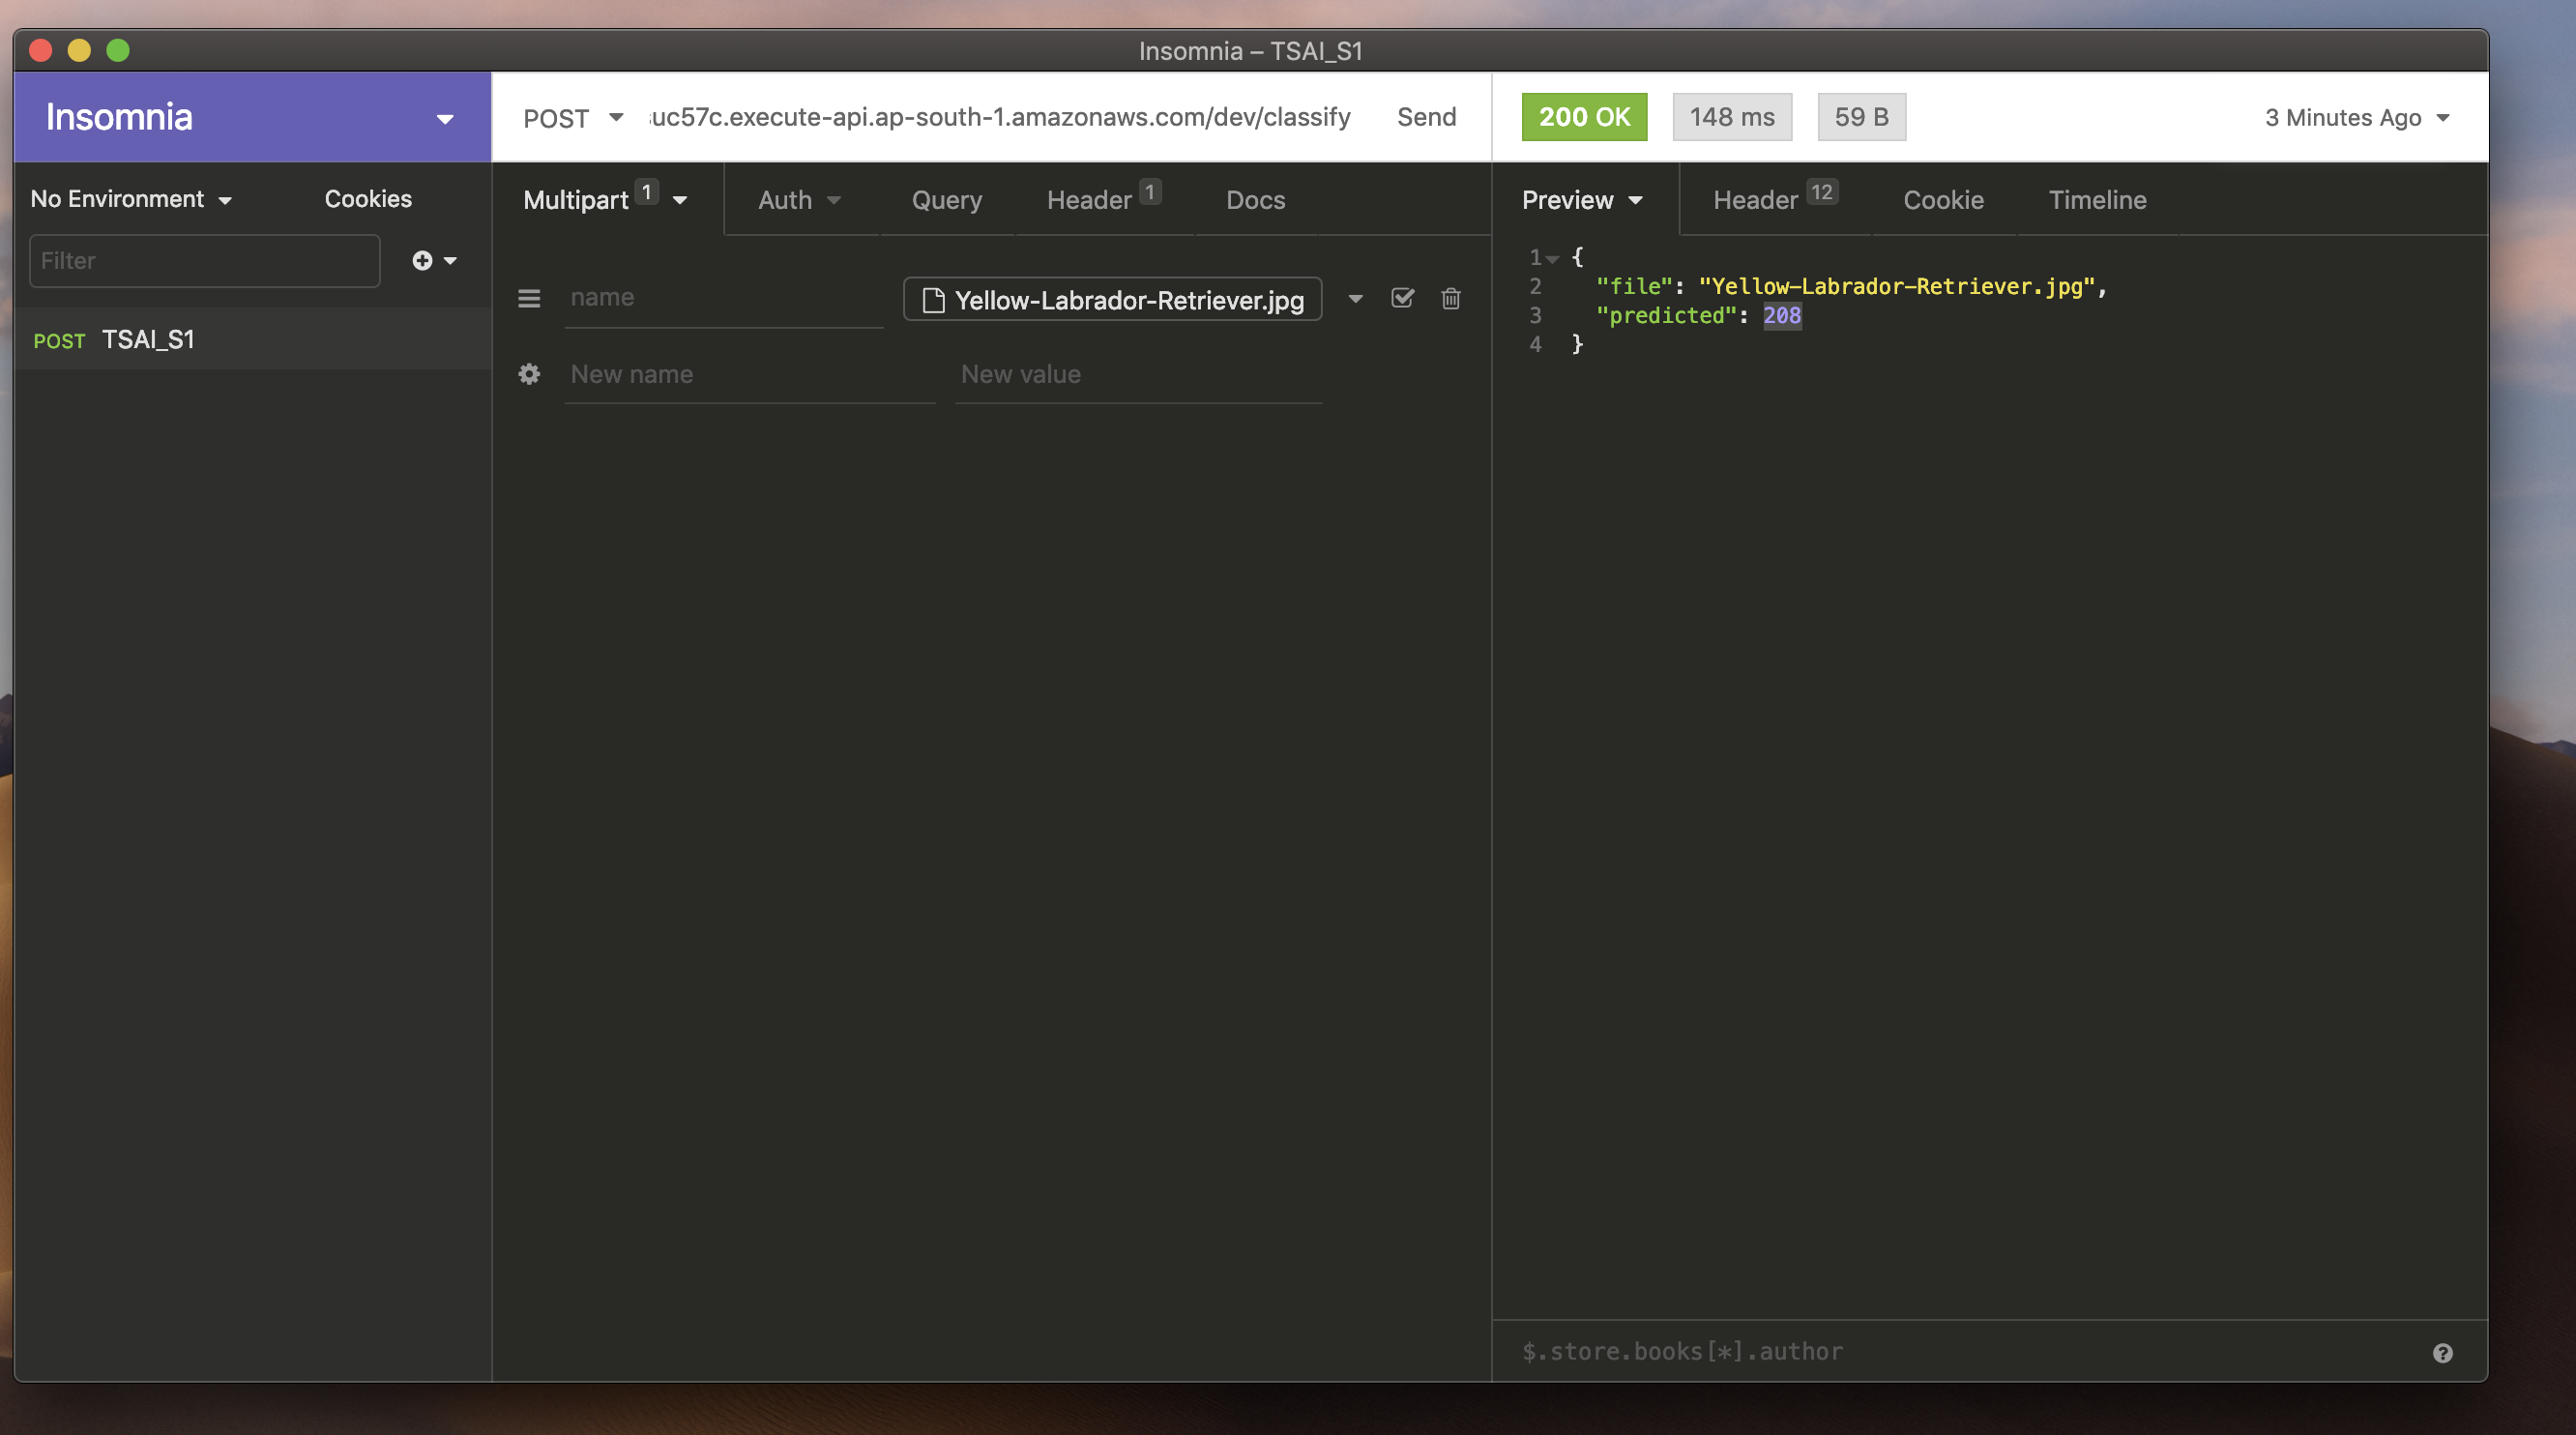 Insomnia – TSAI_S1
Insomnia
POST uc57c.execute-api.ap-south-1.amazonaws.com/dev/classify Send
200 OK 148 ms 59 B 3 Minutes Ago
No Environment Cookies
Multipart 1 Auth Query Header 1 Docs
Preview Header 12 Cookie Timeline
Filter
POST TSAI_S1
name Yellow-Labrador-Retriever.jpg
New name New value
1 {
2 "file": "Yellow-Labrador-Retriever.jpg",
3 "predicted": 208
4 }
$.store.books[*].author